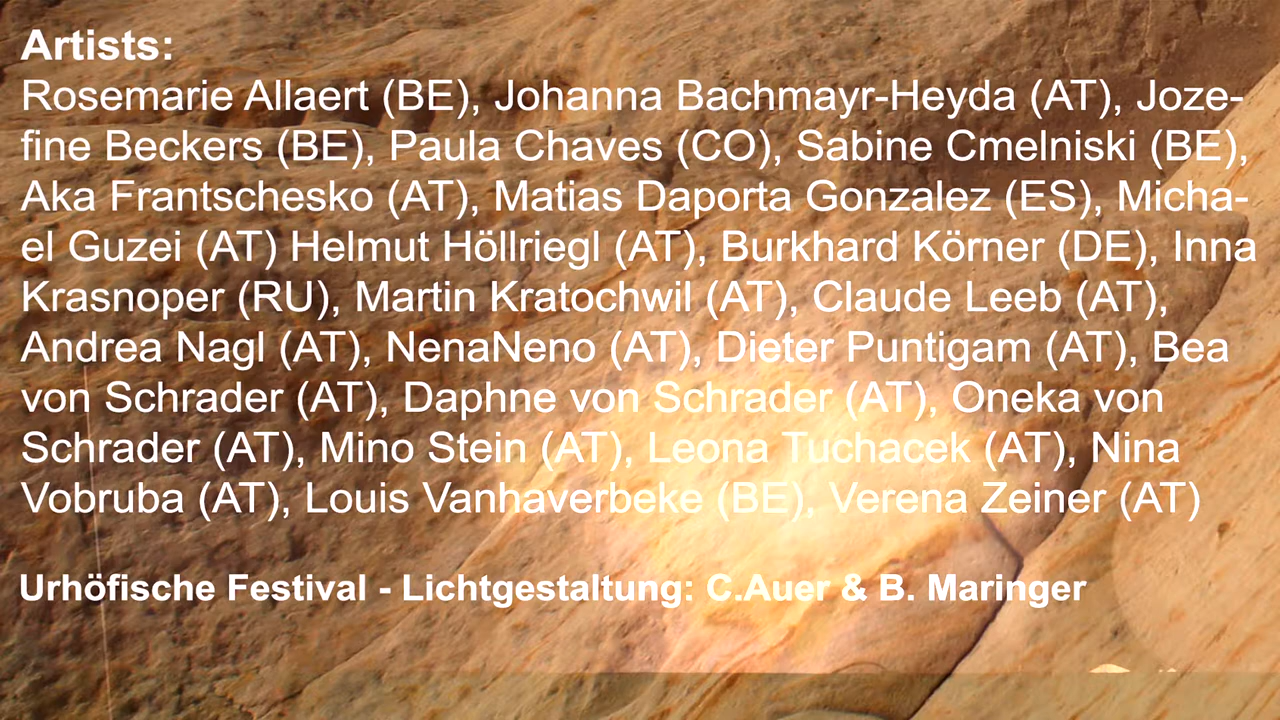 Artists:
Rosemarie Allaert (BE), Johanna Bachmayr-Heyda (AT), Joze-
fine Beckers (BE), Paula Chaves (CO), Sabine Cmelniski (BE),
Aka Frantschesko (AT), Matias Daporta Gonzalez (ES), Micha-
el Guzei (AT) Helmut Höllriegl (AT), Burkhard Körner (DE), Inna
Krasnoper (RU), Martin Kratochwil (AT), Claude Leeb (AT),
Andrea Nagl (AT), NenaNeno (AT), Dieter Puntigam (AT), Bea
von Schrader (AT), Daphne von Schrader (AT), Oneka von
Schrader (AT), Mino Stein (AT), Leona Tuchacek (AT), Nina
Vobruba (AT), Louis Vanhaverbeke (BE), Verena Zeiner (AT)
Urhöfische Festival - Lichtgestaltung: C.Auer & B. Maringer